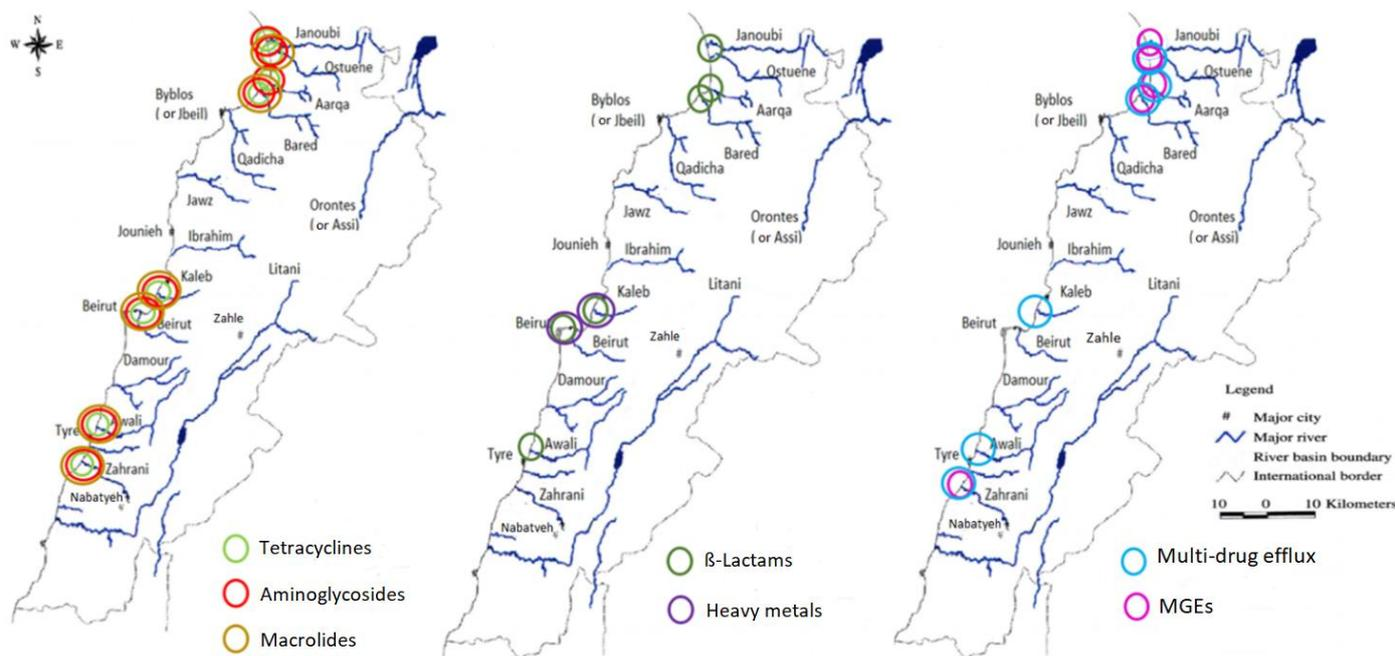 N
W E
S
Janoubi
Ostuene
Aarqa
Byblos
( or Jbeil)
Bared
Qadicha
Jawz
Orontes
( or Assi)
Jounieh
Ibrahim
Kaleb
Litani
Beirut
Beirut
Zahle
#
Damour
Awali
Tyre
Zahrani
Nabatyeh
Tetracyclines
Aminoglycosides
Macrolides
Janoubi
Ostuene
Aarqa
Byblos
( or Jbeil)
Bared
Qadicha
Jawz
Orontes
( or Assi)
Jounieh
Ibrahim
Kaleb
Litani
Beirut
Beirut
Zahle
#
Damour
Awali
Tyre
Zahrani
Nabatyeh
ß-Lactams
Heavy metals
Janoubi
Ostuene
Aarqa
Byblos
( or Jbeil)
Bared
Qadicha
Jawz
Orontes
( or Assi)
Jounieh
Ibrahim
Kaleb
Litani
Beirut
Beirut
Zahle
#
Damour
Awali
Tyre
Zahrani
Nabatyeh
Legend
# Major city
Major river
River basin boundary
International border
10 0 10 Kilometers
Multi-drug efflux
MGEs